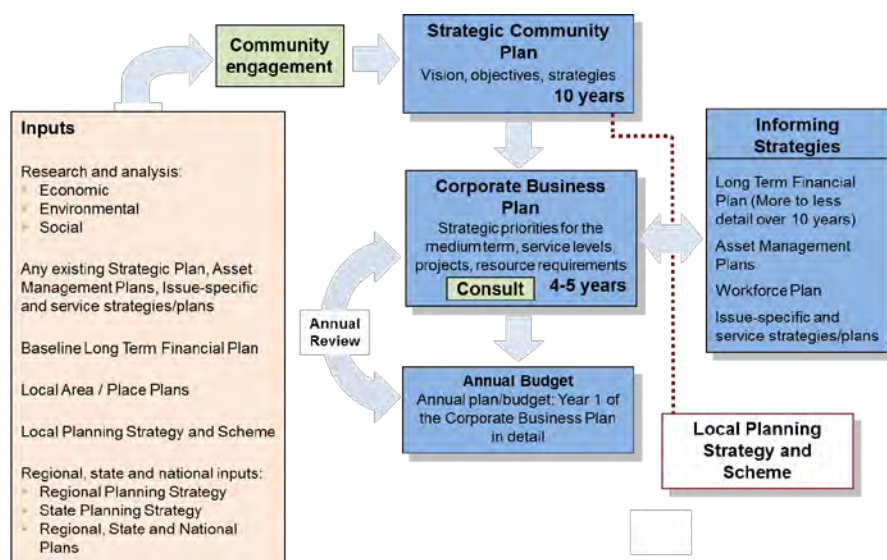 Community
engagement
Strategic Community
Plan
Vision, objectives, strategies
10 years
Inputs
Research and analysis:
Economic
Environmental
Social
Any existing Strategic Plan, Asset
Management Plans, Issue-specific
and service strategies/plans
Baseline Long Term Financial Plan
Local Area / Place Plans
Local Planning Strategy and Scheme
Regional, state and national inputs:
Regional Planning Strategy
State Planning Strategy
Regional, State and National
Plans
Corporate Business
Plan
Strategic priorities for the
medium term, service levels,
projects, resource requirements
Consult
4-5 years
Annual
Review
Annual Budget
Annual plan/budget; Year 1 of
the Corporate Business Plan
in detail
Informing
Strategies
Long Term Financial
Plan (More to less
detail over 10 years)
Asset Management
Plans
Workforce Plan
Issue-specific and
service strategies/plans
Local Planning
Strategy and
Scheme